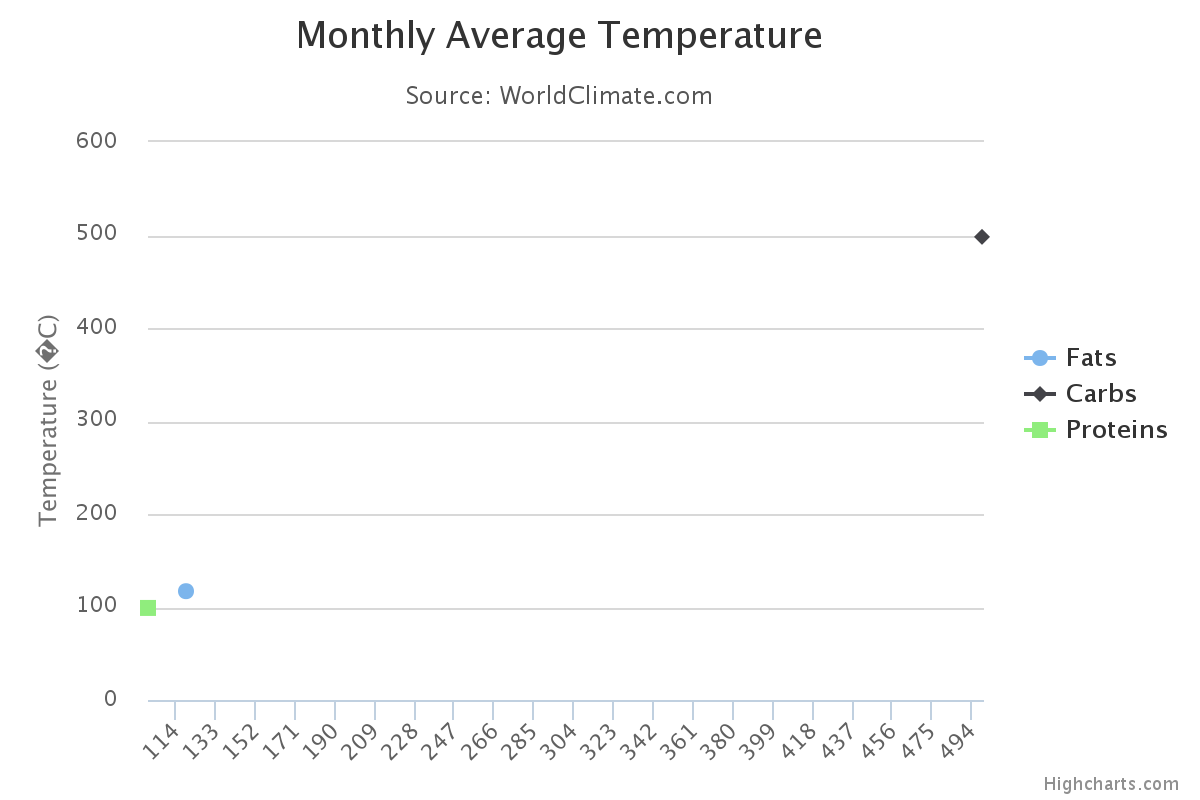 Monthly Average Temperature
Source: WorldClimate.com
600
500
400
300
200
100
0
Temperature (�C)
114 133 152 171 190 209 228 247 266 285 304 323 342 361 380 399 418 437 456 475 494
Fats
Carbs
Proteins
Highcharts.com